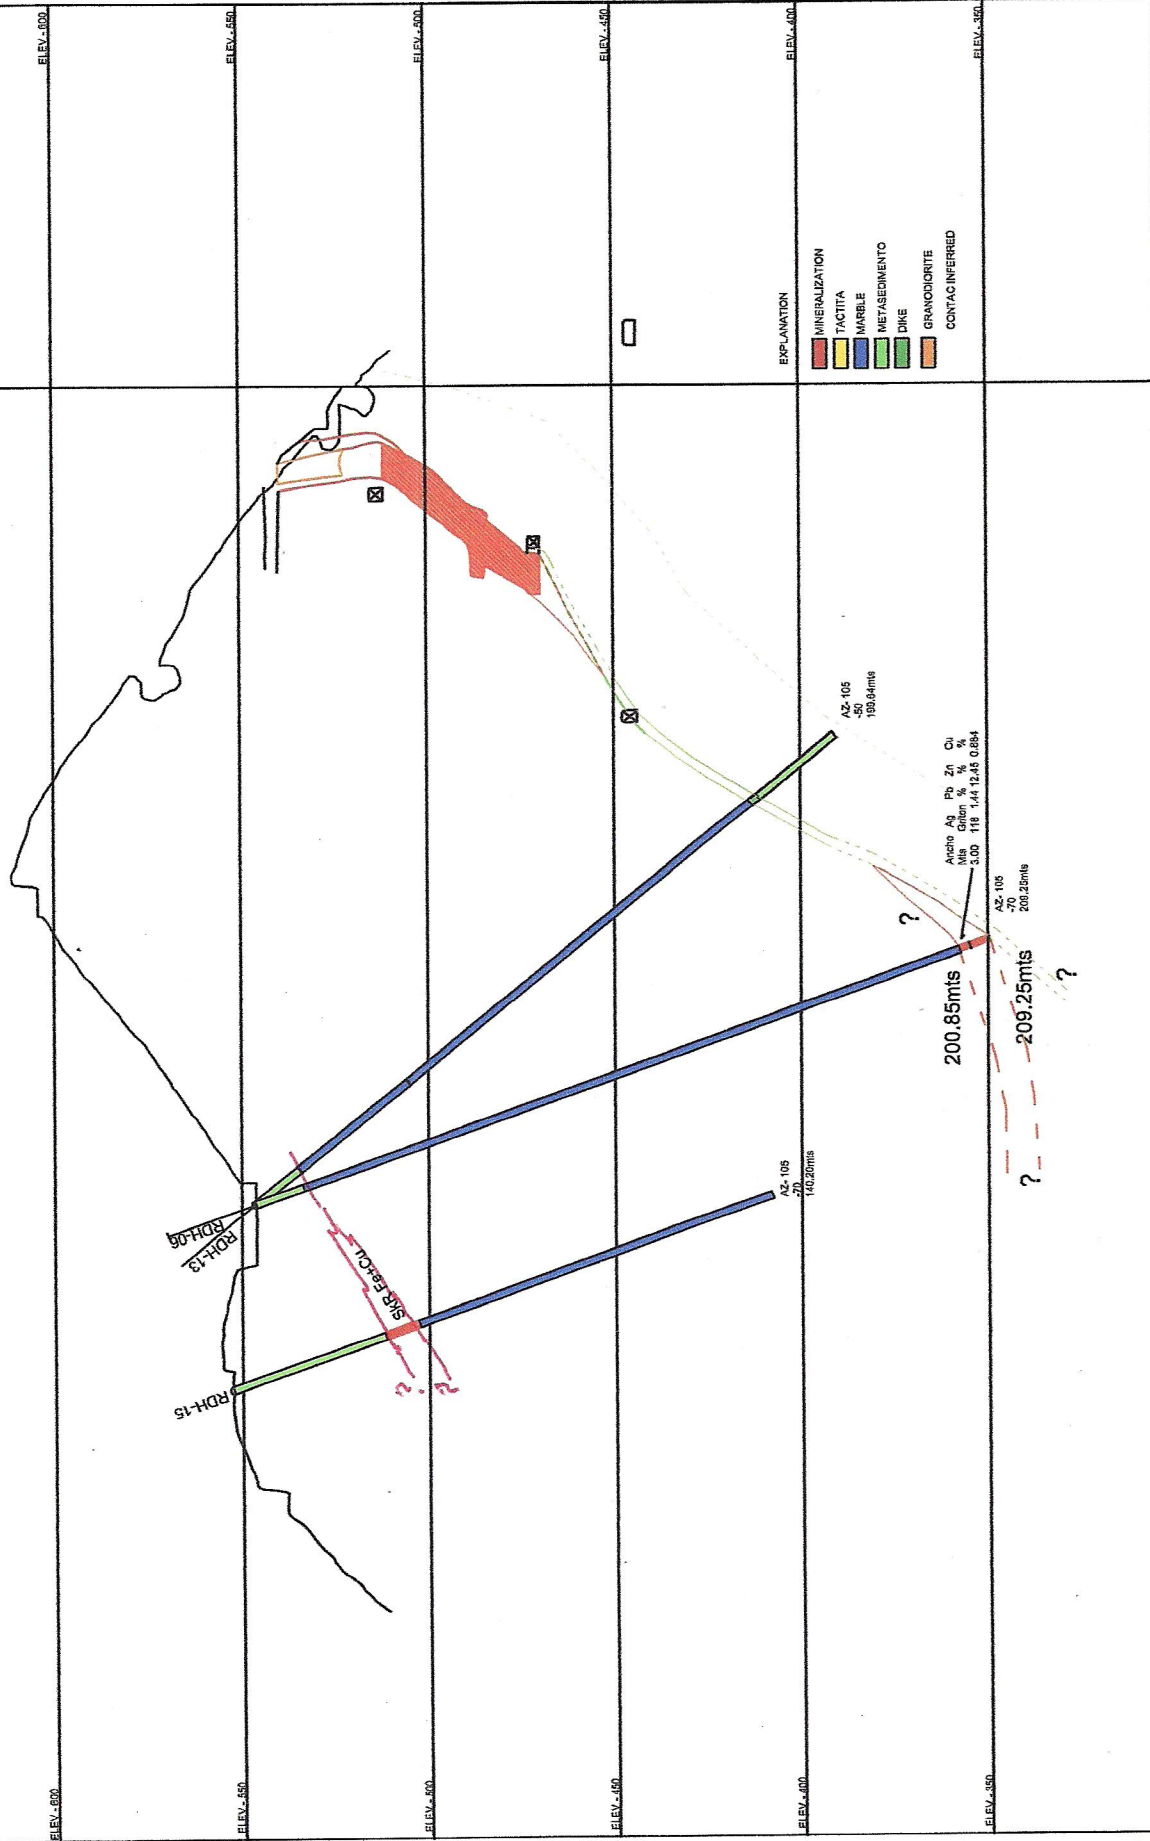 ELEV - 600
ELEV - 550
ELEV - 500
ELEV - 450
ELEV - 400
ELEV - 350
EXPLANATION
MINERALIZATION
TACTITA
MARBLE
METASEDIMENTO
DIKE
GRANODIORITE
CONTAC INFERRED
RDH-06
RDH-13
RDH-15
SKR Fe+Cu
?
?
AZ- 105
-50
199.64mts
Ancho Ag Pb Zn Cu
Mts Gr/ton % % %
3.00 118 1.44 12.45 0.884
?
AZ- 105
-70
209.25mts
200.85mts
209.25mts
?
?
AZ- 105
-70
140.20mts
ELEV - 600
ELEV - 550
ELEV - 500
ELEV - 450
ELEV - 400
ELEV - 350